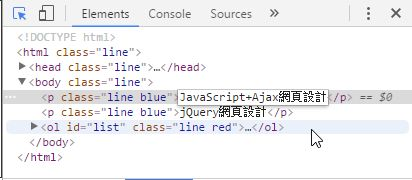 Elements Console Sources »
<!DOCTYPE html>
<html class="line">
<head class="line">…</head>
<body class="line">
<p class="line blue">JavaScript+Ajax網頁設計</p> == $0
<p class="line blue">jQuery網頁設計</p>
<ol id="list" class="line red">…</ol>
</body>
</html>